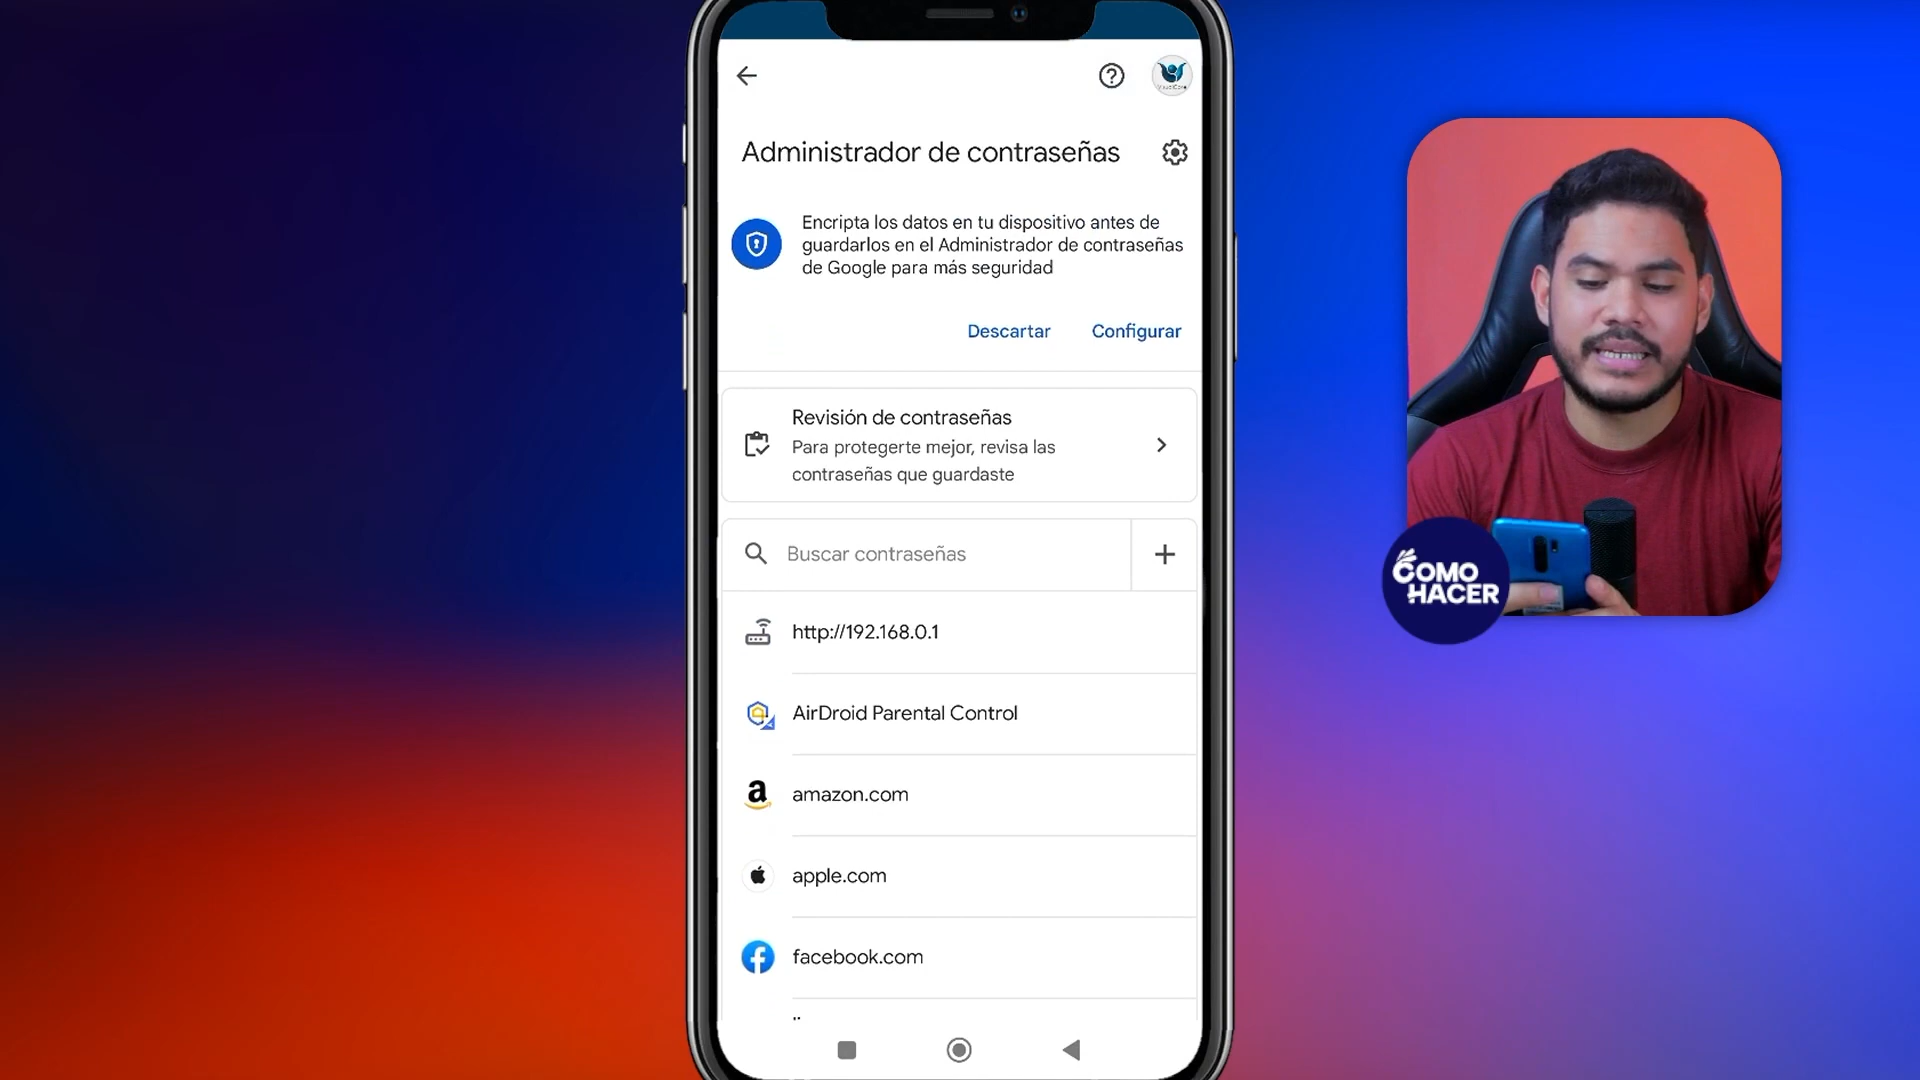 Administrador de contraseñas
Encripta los datos en tu dispositivo antes de
guardarlos en el Administrador de contraseñas
de Google para más seguridad
Descartar
Configurar
Revisión de contraseñas
Para protegerte mejor, revisa las
contraseñas que guardaste
Buscar contraseñas
http://192.168.0.1
AirDroid Parental Control
amazon.com
apple.com
facebook.com
COMO
HACER